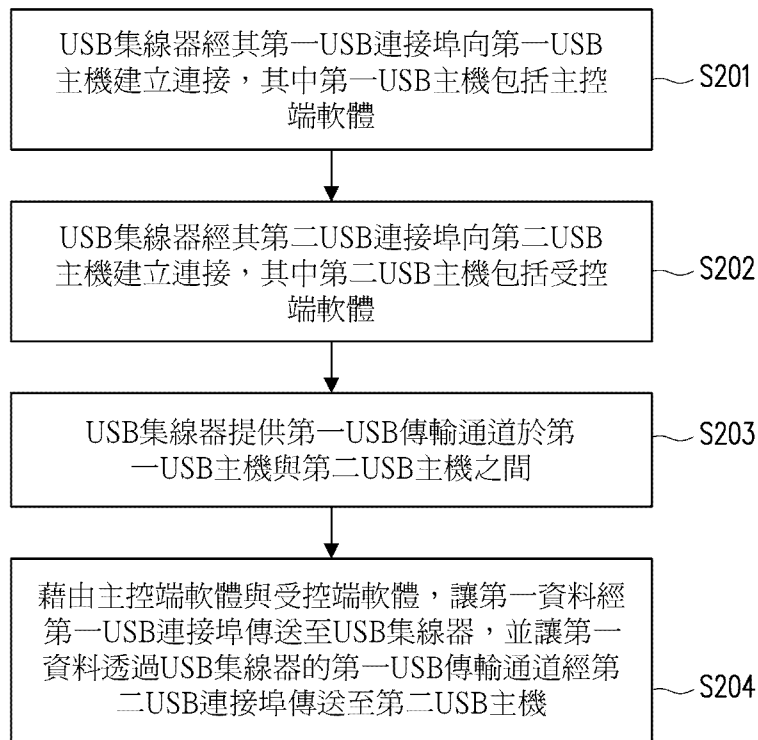 USB集線器經其第一USB連接埠向第一USB
主機建立連接，其中第一USB主機包括主控
端軟體
S201
USB集線器經其第二USB連接埠向第二USB
主機建立連接，其中第二USB主機包括受控
端軟體
S202
USB集線器提供第一USB傳輸通道於第
一USB主機與第二USB主機之間
S203
藉由主控端軟體與受控端軟體，讓第一資料經
第一USB連接埠傳送至USB集線器，並讓第一
資料透過USB集線器的第一USB傳輸通道經第
二USB連接埠傳送至第二USB主機
S204